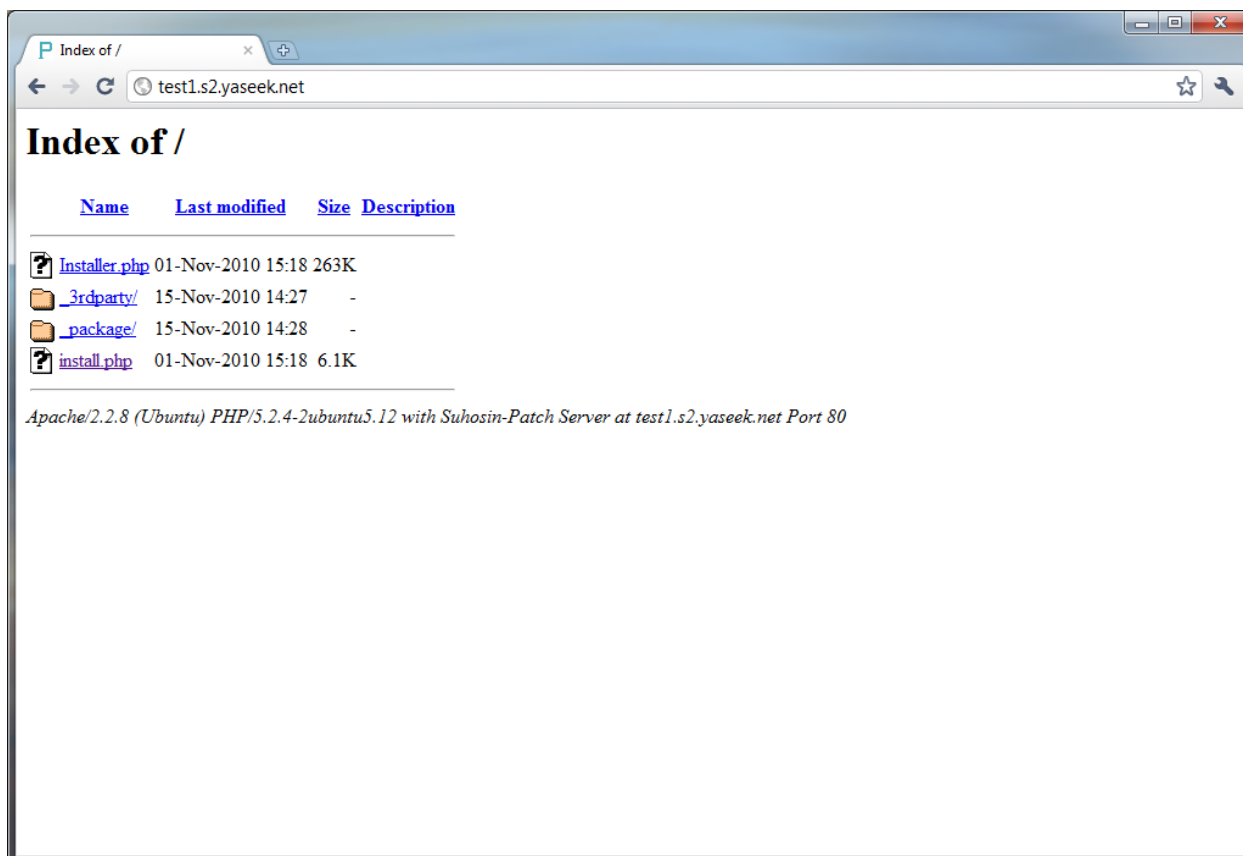 Index of /
test1.s2.yaseek.net
Index of /
Name Last modified Size Description
Installer.php 01-Nov-2010 15:18 263K
_3rdparty/ 15-Nov-2010 14:27 -
_package/ 15-Nov-2010 14:28 -
install.php 01-Nov-2010 15:18 6.1K
Apache/2.2.8 (Ubuntu) PHP/5.2.4-2ubuntu5.12 with Suhosin-Patch Server at test1.s2.yaseek.net Port 80